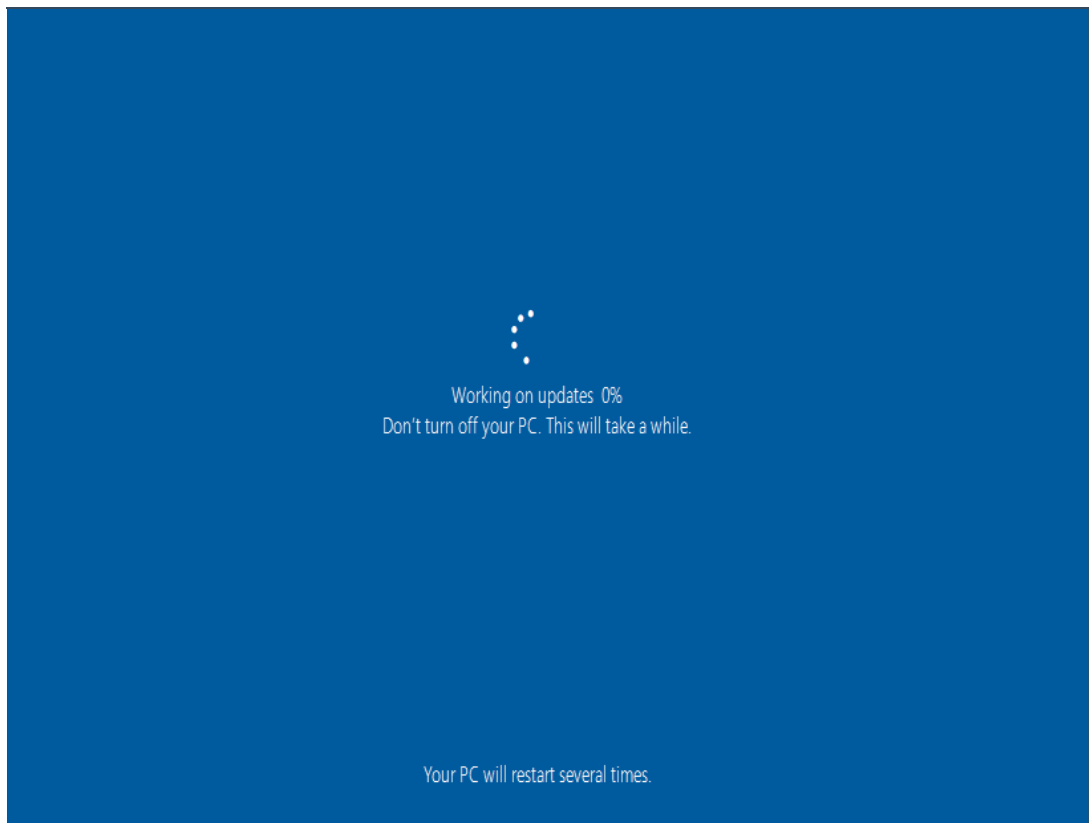 Working on updates 0%
Don't turn off your PC. This will take a while.
Your PC will restart several times.